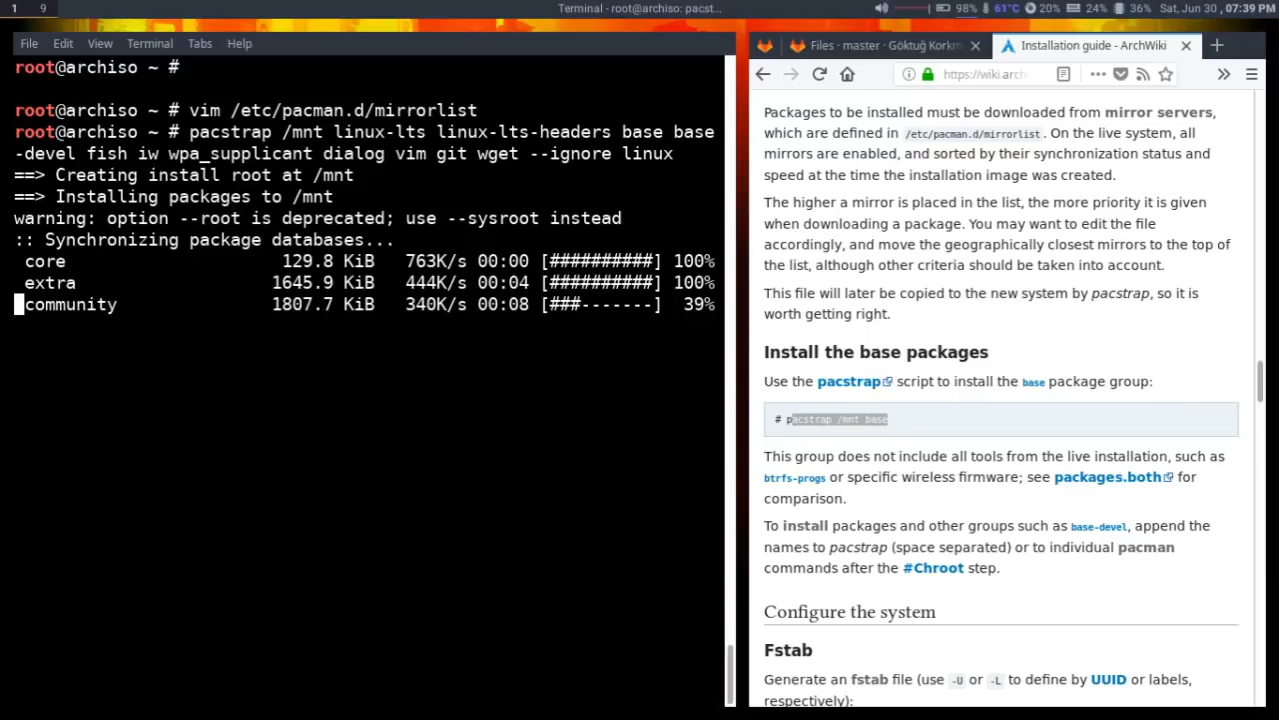 1 9 Terminal - root@archiso: pacst... 98% 61°C 20% 24% 36% Sat, Jun 30 , 07:39 PM
File Edit View Terminal Tabs Help
root@archiso ~ #
root@archiso ~ # vim /etc/pacman.d/mirrorlist
root@archiso ~ # pacstrap /mnt linux-lts linux-lts-headers base base
-devel fish iw wpa_supplicant dialog vim git wget --ignore linux
==> Creating install root at /mnt
==> Installing packages to /mnt
warning: option --root is deprecated; use --sysroot instead
:: Synchronizing package databases...
core 129.8 KiB 763K/s 00:00 [##########] 100%
extra 1645.9 KiB 444K/s 00:04 [##########] 100%
community 1807.7 KiB 340K/s 00:08 [###-------] 39%
Files · master · Göktuğ Korkm Installation guide - ArchWiki
https://wiki.arch
Packages to be installed must be downloaded from mirror servers,
which are defined in /etc/pacman.d/mirrorlist. On the live system, all
mirrors are enabled, and sorted by their synchronization status and
speed at the time the installation image was created.
The higher a mirror is placed in the list, the more priority it is given
when downloading a package. You may want to edit the file
accordingly, and move the geographically closest mirrors to the top of
the list, although other criteria should be taken into account.
This file will later be copied to the new system by pacstrap, so it is
worth getting right.
Install the base packages
Use the pacstrap script to install the base package group:
# pacstrap /mnt base
This group does not include all tools from the live installation, such as
btrfs-progs or specific wireless firmware; see packages.both for
comparison.
To install packages and other groups such as base-devel, append the
names to pacstrap (space separated) or to individual pacman
commands after the #Chroot step.
Configure the system
Fstab
Generate an fstab file (use -U or -L to define by UUID or labels,
respectively):